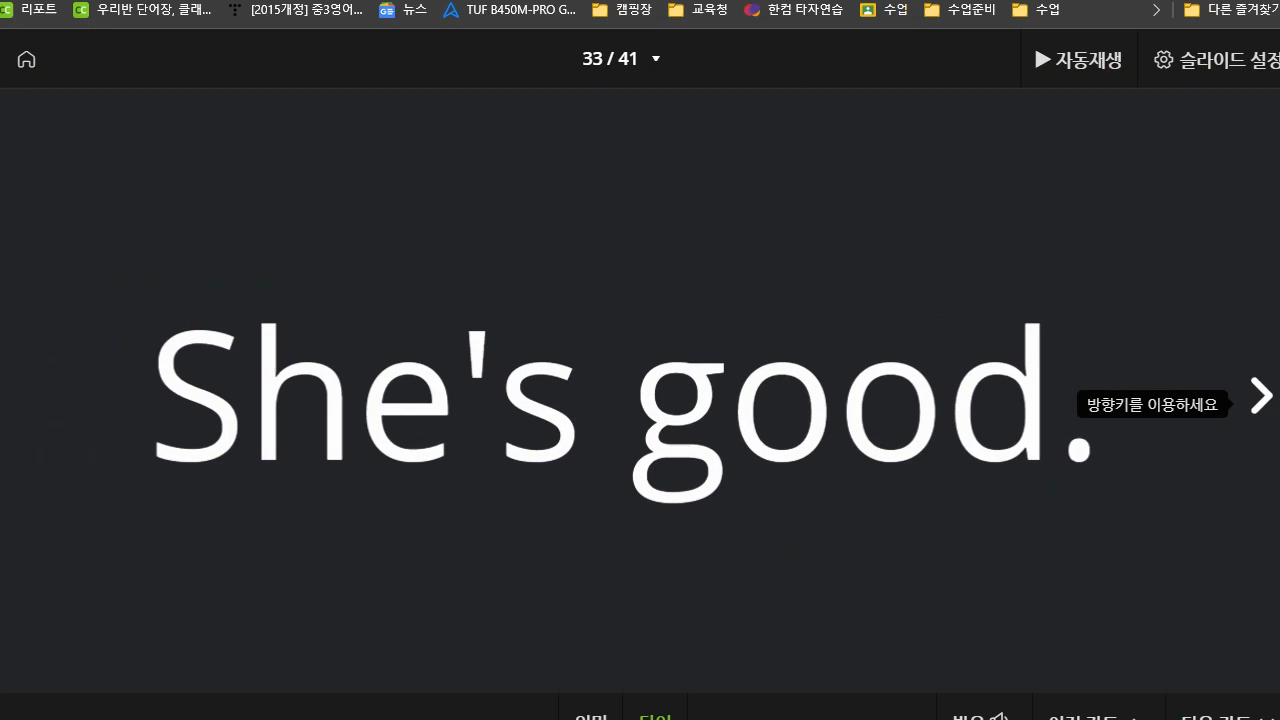 리포트 우리반 단어장, 클래... [2015개정] 중3영어... 뉴스 TUF B450M-PRO G... 캠핑장 교육청 한컴 타자연습 수업 수업준비 수업 다른 즐겨찾기
33 / 41 자동재생 슬라이드 설정
She's good.
방향키를 이용하세요